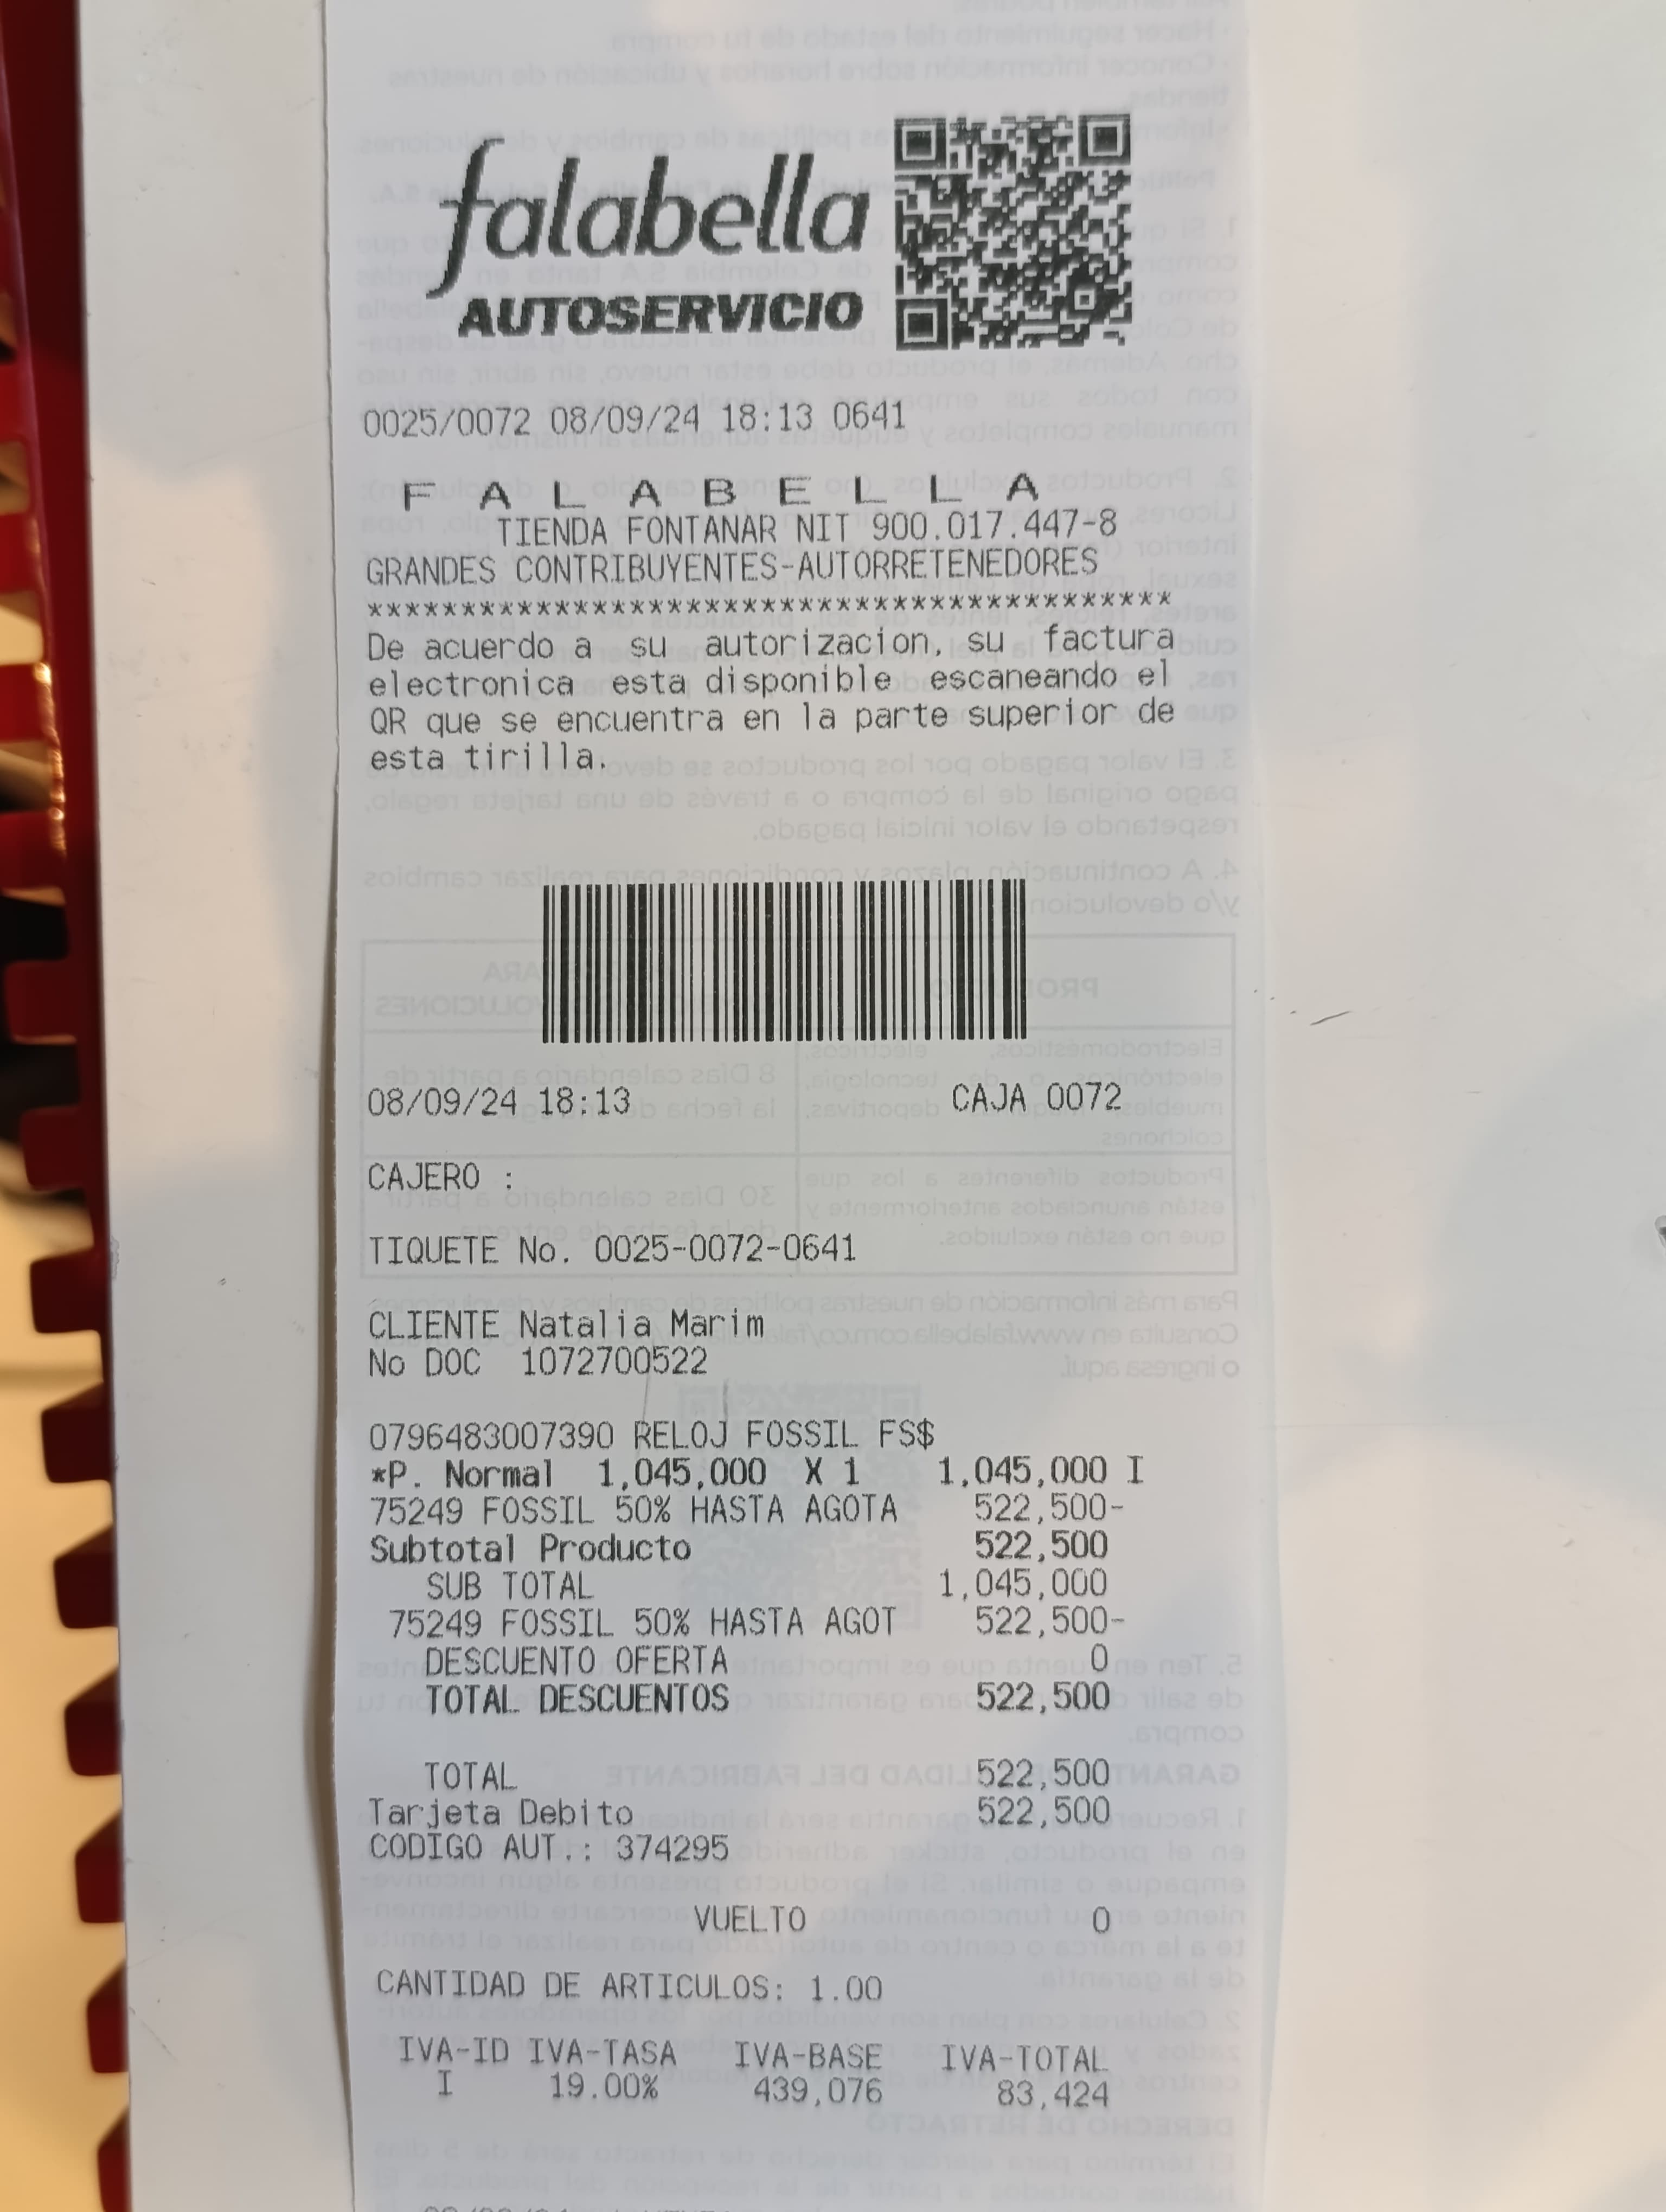 falabella
AUTOSERVICIO
0025/0072 08/09/24 18:13 0641
F A L A B E L L A
TIENDA FONTANAR NIT 900.017.447-8
GRANDES CONTRIBUYENTES-AUTORRETENEDORES
*******************************************
De acuerdo a su autorizacion, su factura
electronica esta disponible escaneando el
QR que se encuentra en la parte superior de
esta tirilla.
08/09/24 18:13 CAJA 0072
CAJERO :
TIQUETE No. 0025-0072-0641
CLIENTE Natalia Marim
No DOC 1072700522
0796483007390 RELOJ FOSSIL FS$
*P. Normal 1,045,000 X 1 1,045,000 I
75249 FOSSIL 50% HASTA AGOTA 522,500-
Subtotal Producto 522,500
SUB TOTAL 1,045,000
75249 FOSSIL 50% HASTA AGOT 522,500-
DESCUENTO OFERTA 0
TOTAL DESCUENTOS 522,500
TOTAL 522,500
Tarjeta Debito 522,500
CODIGO AUT.: 374295
VUELTO 0
CANTIDAD DE ARTICULOS: 1.00
IVA-ID IVA-TASA IVA-BASE IVA-TOTAL
I 19.00% 439,076 83,424